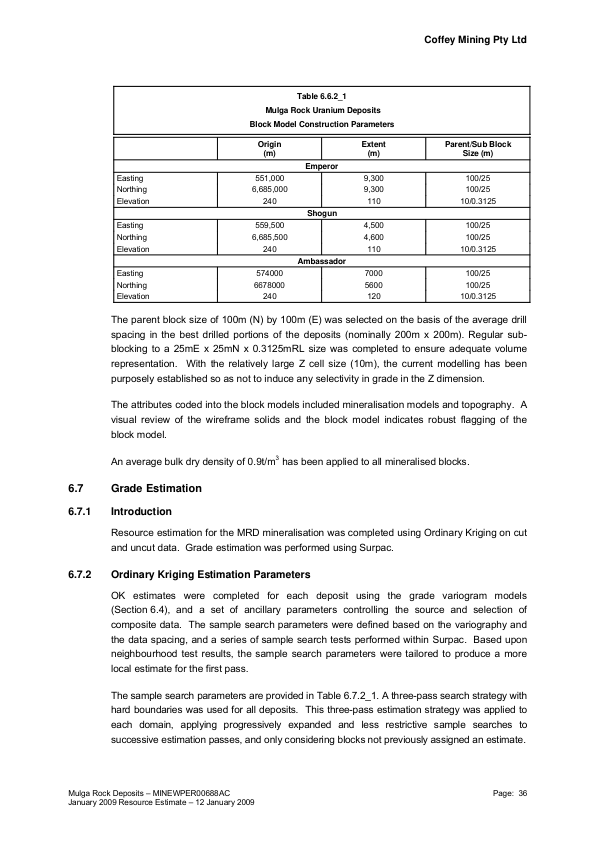 Coffey Mining Pty Ltd
Table 6.6.2_1
Mulga Rock Uranium Deposits
Block Model Construction Parameters
Origin (m) Extent (m) Parent/Sub Block Size (m)
Emperor
Easting 551,000 9,300 100/25
Northing 6,685,000 9,300 100/25
Elevation 240 110 10/0.3125
Shogun
Easting 559,500 4,500 100/25
Northing 6,685,500 4,600 100/25
Elevation 240 110 10/0.3125
Ambassador
Easting 574000 7000 100/25
Northing 6678000 5600 100/25
Elevation 240 120 10/0.3125
The parent block size of 100m (N) by 100m (E) was selected on the basis of the average drill
spacing in the best drilled portions of the deposits (nominally 200m x 200m). Regular sub-
blocking to a 25mE x 25mN x 0.3125mRL size was completed to ensure adequate volume
representation. With the relatively large Z cell size (10m), the current modelling has been
purposely established so as not to induce any selectivity in grade in the Z dimension.
The attributes coded into the block models included mineralisation models and topography. A
visual review of the wireframe solids and the block model indicates robust flagging of the
block model.
An average bulk dry density of 0.9t/m³ has been applied to all mineralised blocks.
6.7 Grade Estimation
6.7.1 Introduction
Resource estimation for the MRD mineralisation was completed using Ordinary Kriging on cut
and uncut data. Grade estimation was performed using Surpac.
6.7.2 Ordinary Kriging Estimation Parameters
OK estimates were completed for each deposit using the grade variogram models
(Section 6.4), and a set of ancillary parameters controlling the source and selection of
composite data. The sample search parameters were defined based on the variography and
the data spacing, and a series of sample search tests performed within Surpac. Based upon
neighbourhood test results, the sample search parameters were tailored to produce a more
local estimate for the first pass.
The sample search parameters are provided in Table 6.7.2_1. A three-pass search strategy with
hard boundaries was used for all deposits. This three-pass estimation strategy was applied to
each domain, applying progressively expanded and less restrictive sample searches to
successive estimation passes, and only considering blocks not previously assigned an estimate.
Mulga Rock Deposits – MINEWPER00688AC Page: 36
January 2009 Resource Estimate – 12 January 2009